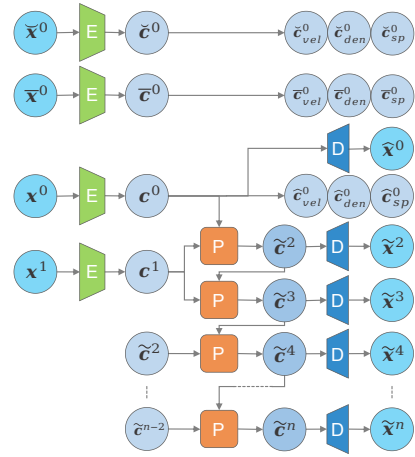 x̆⁰ E c̆⁰ c̆⁰_vel c̆⁰_den c̆⁰_sp
x̄⁰ E c̄⁰ c̄⁰_vel c̄⁰_den c̄⁰_sp
D x̂⁰
x⁰ E c⁰ ĉ⁰_vel ĉ⁰_den ĉ⁰_sp
P c̃² D x̃²
x¹ E c¹
P c̃³ D x̃³
c̃² P c̃⁴ D x̃⁴
c̃ⁿ⁻² P c̃ⁿ D x̃ⁿ